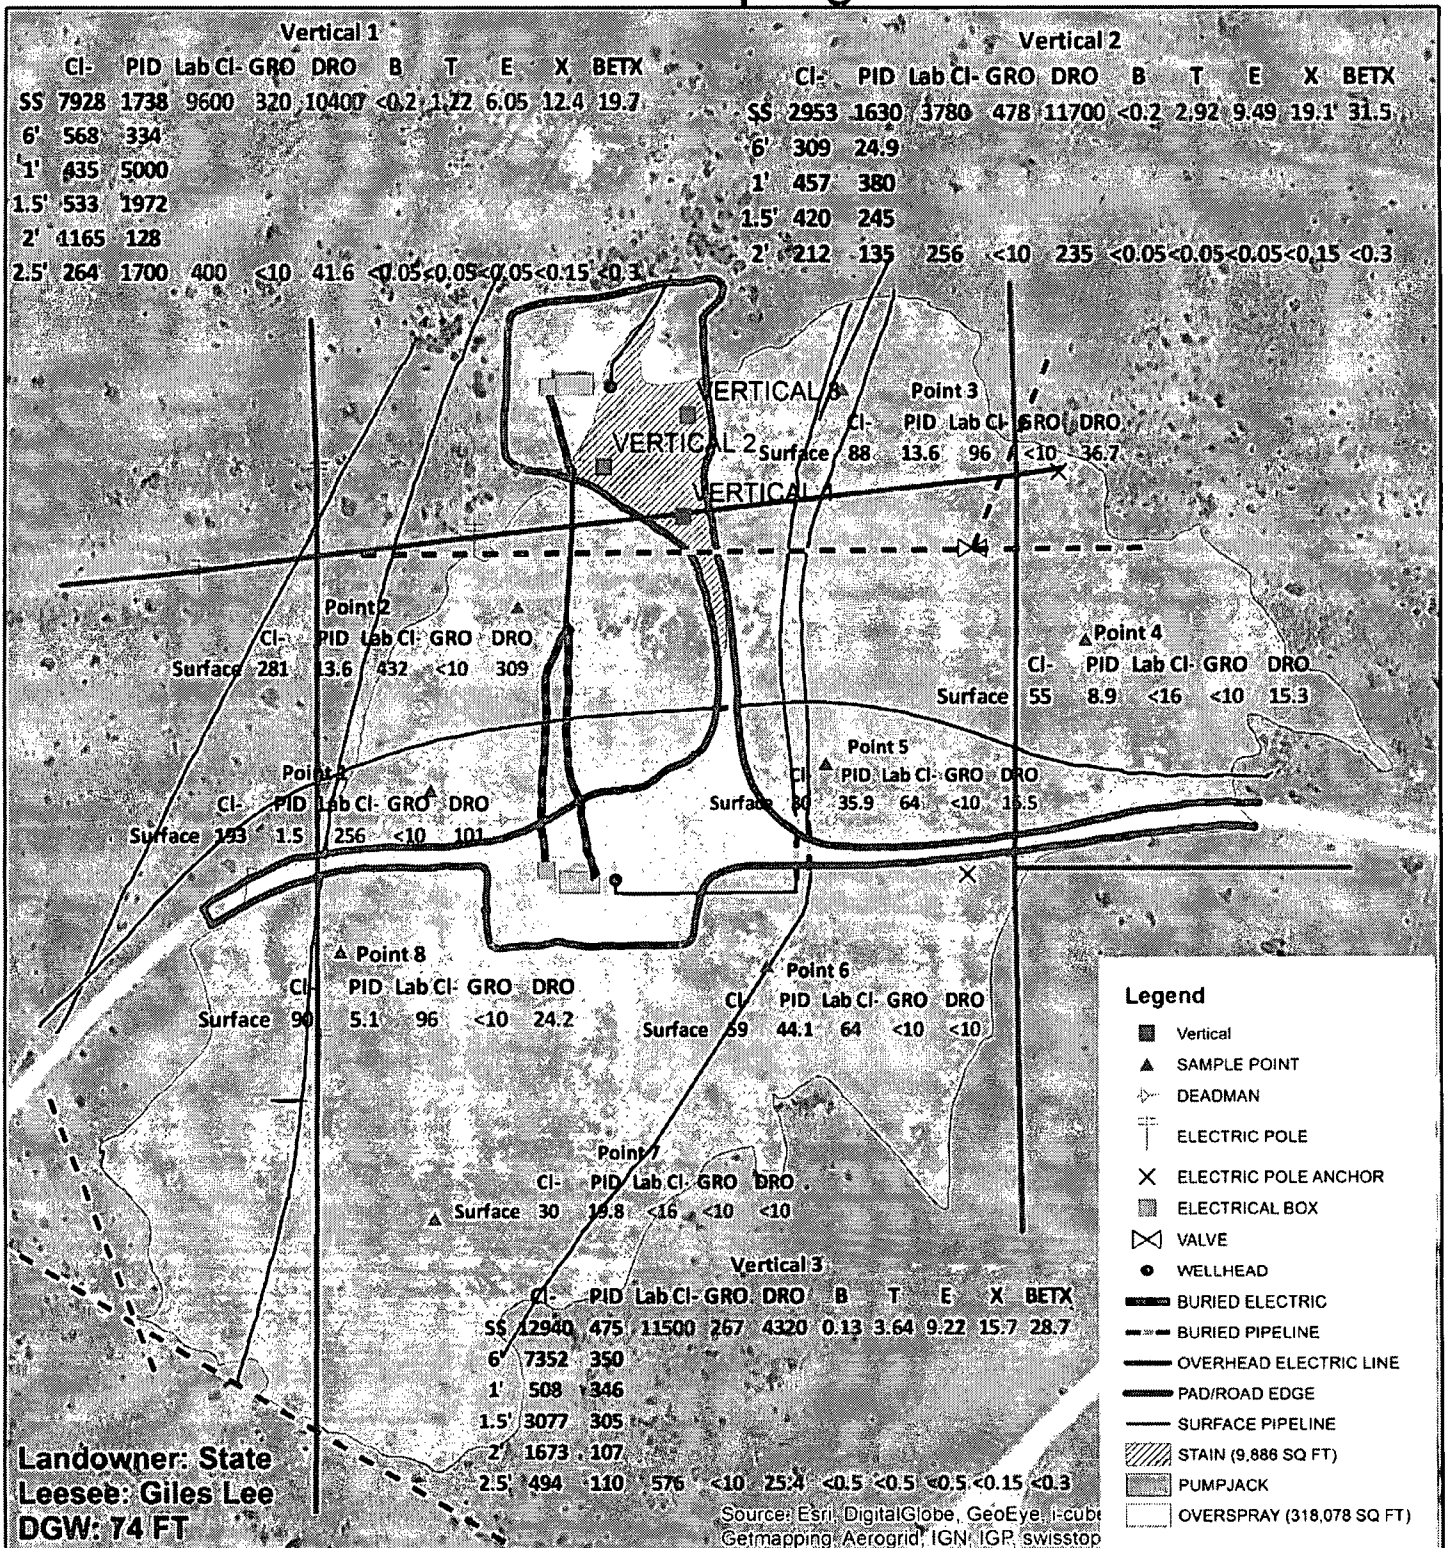 Vertical 1
Cl- PID Lab Cl- GRO DRO B T E X BETX
SS 7928 1738 9600 320 10400 <0.2 1.22 6.05 12.4 19.7
6' 568 334
1' 435 5000
1.5' 533 1972
2' 1165 128
2.5' 264 1700 400 <10 41.6 <0.05 <0.05 <0.05 <0.15 <0.3
Vertical 2
Cl- PID Lab Cl- GRO DRO B T E X BETX
SS 2953 1630 3780 478 11700 <0.2 2.92 9.49 19.1 31.5
6' 309 24.9
1' 457 380
1.5' 420 245
2' 212 135 256 <10 235 <0.05 <0.05 <0.05 <0.15 <0.3
VERTICAL 3
VERTICAL 2
VERTICAL 1
Point 3
Cl- PID Lab Cl- GRO DRO
Surface 88 13.6 96 <10 36.7
Point 2
Cl- PID Lab Cl- GRO DRO
Surface 281 13.6 432 <10 309
Point 4
Cl- PID Lab Cl- GRO DRO
Surface 55 8.9 <16 <10 15.3
Point 1
Cl- PID Lab Cl- GRO DRO
Surface 193 1.5 256 <10 101
Point 5
Cl- PID Lab Cl- GRO DRO
Surface 35.9 64 <10
Point 8
Cl- PID Lab Cl- GRO DRO
Surface 90 5.1 96 <10 24.2
Point 6
Cl- PID Lab Cl- GRO DRO
Surface 59 44.1 64 <10 <10
Point 7
Cl- PID Lab Cl- GRO DRO
Surface 30 19.8 <16 <10 <10
Vertical 3
Cl- PID Lab Cl- GRO DRO B T E X BETX
SS 12940 475 11500 267 4320 0.13 3.64 9.22 15.7 28.7
6' 7352 350
1' 508 346
1.5' 3077 305
2' 1673 107
2.5' 494 110 576 <10 25.4 <0.5 <0.5 <0.5 <0.15 <0.3
Landowner: State
Leesee: Giles Lee
DGW: 74 FT
Source: Esri, DigitalGlobe, GeoEye, i-cube
Getmapping, Aerogrid, IGN, IGP, swisstop
Legend
Vertical
SAMPLE POINT
DEADMAN
ELECTRIC POLE
ELECTRIC POLE ANCHOR
ELECTRICAL BOX
VALVE
WELLHEAD
BURIED ELECTRIC
BURIED PIPELINE
OVERHEAD ELECTRIC LINE
PAD/ROAD EDGE
SURFACE PIPELINE
STAIN (9,886 SQ FT)
PUMPJACK
OVERSPRAY (318,078 SQ FT)